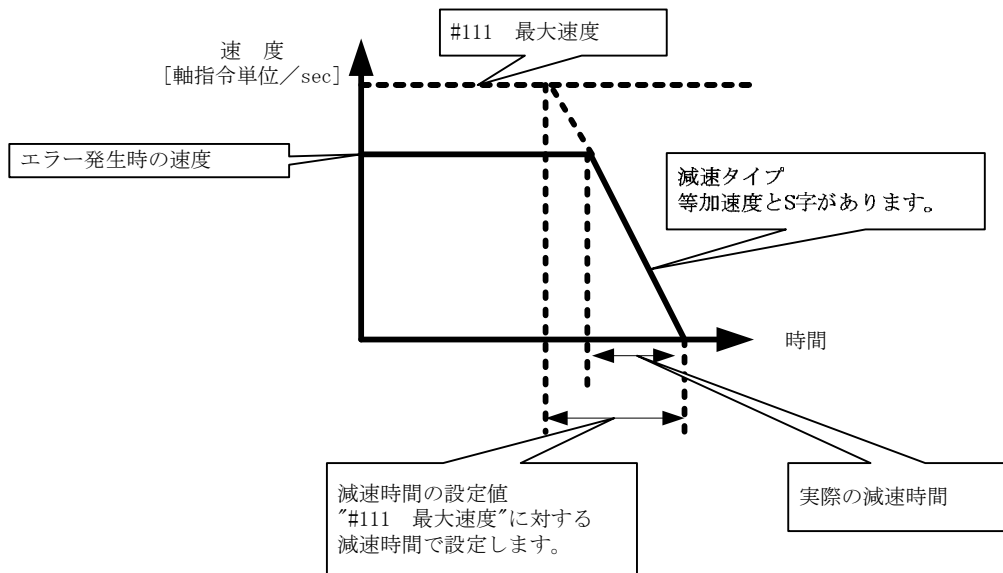 #111　最大速度
速　度
[軸指令単位／sec]
エラー発生時の速度
減速タイプ
等加速度とS字があります。
時間
減速時間の設定値
"#111　最大速度"に対する
減速時間で設定します。
実際の減速時間